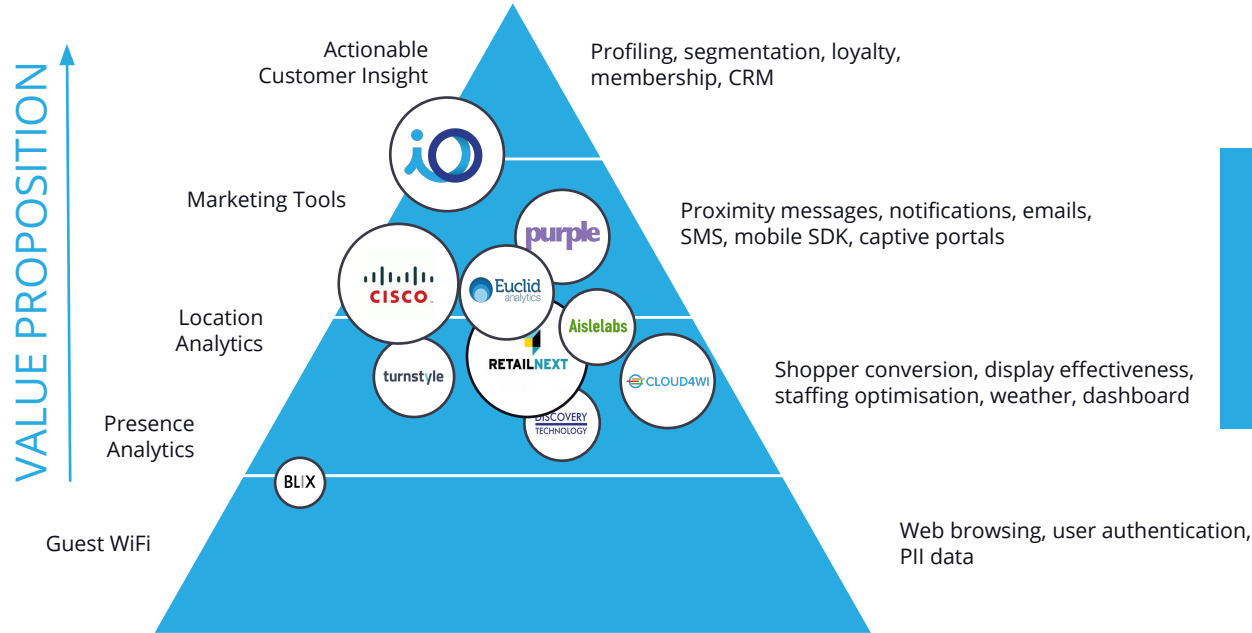 VALUE PROPOSITION
Actionable
Customer Insight
Profiling, segmentation, loyalty,
membership, CRM
iO
Marketing Tools
purple
Proximity messages, notifications, emails,
SMS, mobile SDK, captive portals
CISCO
Euclid
analytics
Location
Analytics
Aislelabs
RETAILNEXT
turnstyle
CLOUD4WI
Shopper conversion, display effectiveness,
staffing optimisation, weather, dashboard
DISCOVERY
TECHNOLOGY
Presence
Analytics
BLIX
Guest WiFi
Web browsing, user authentication,
PII data